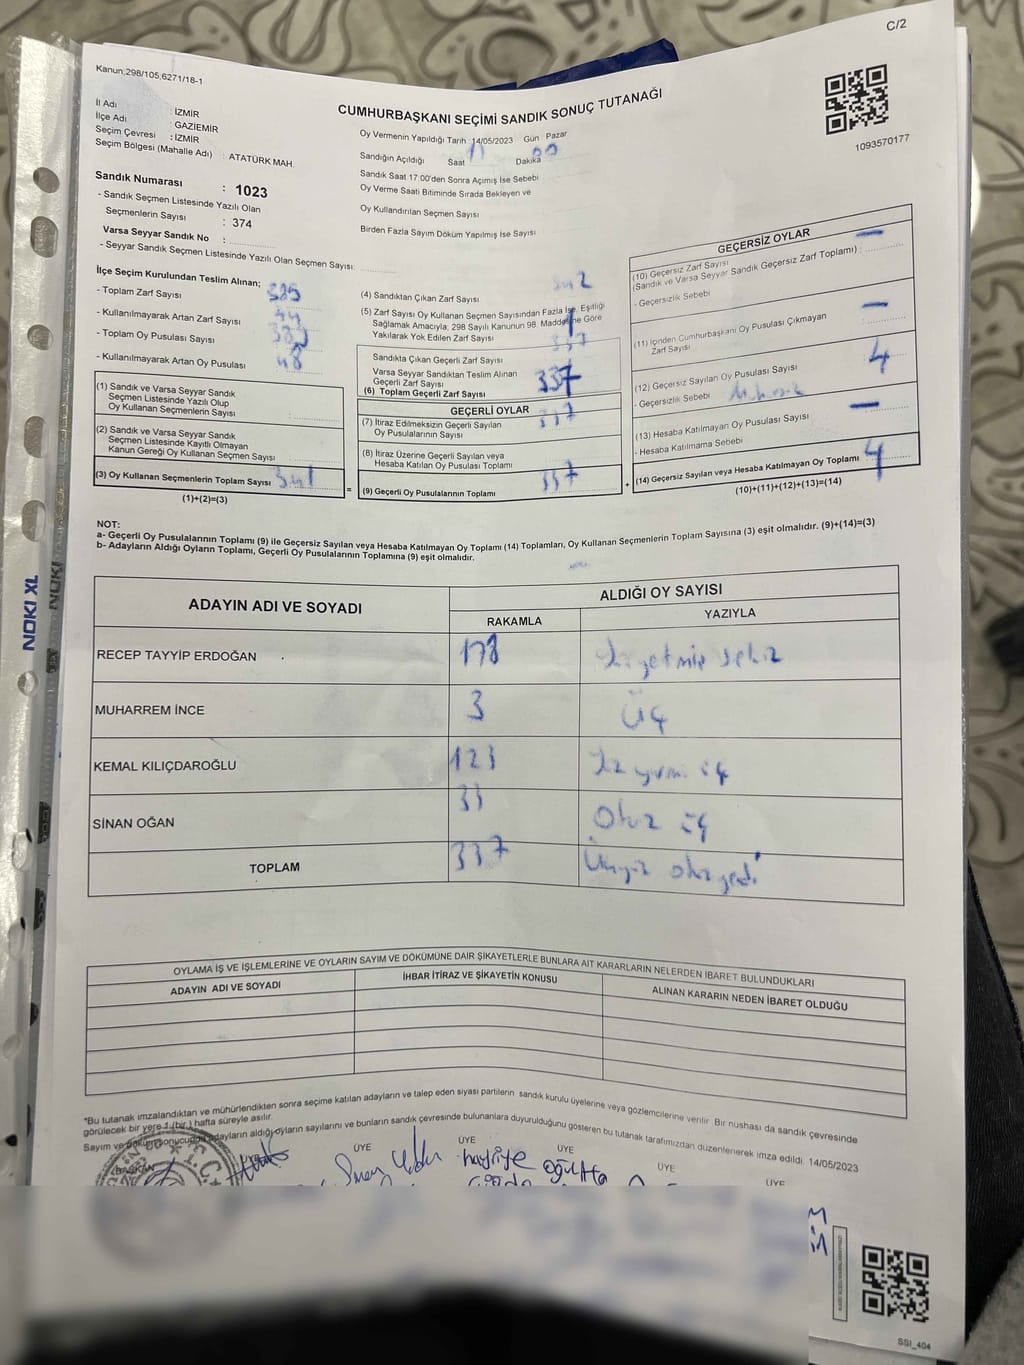 C/2
Kanun;298/105;6271/18-1
CUMHURBAŞKANI SEÇİMİ SANDIK SONUÇ TUTANAĞI
1093570177
İl Adı : İZMİR
İlçe Adı : GAZİEMİR
Seçim Çevresi : İZMİR
Seçim Bölgesi (Mahalle Adı) : ATATÜRK MAH.
Sandık Numarası : 1023
- Sandık Seçmen Listesinde Yazılı Olan
Seçmenlerin Sayısı : 374
Varsa Seyyar Sandık No :
- Seyyar Sandık Seçmen Listesinde Yazılı Olan Seçmen Sayısı:
Oy Vermenin Yapıldığı Tarih 14/05/2023 Gün Pazar
Sandığın Açıldığı Saat Dakika 00
Sandık Saat 17:00'den Sonra Açımış İse Sebebi
Oy Verme Saati Bitiminde Sırada Bekleyen ve
Oy Kullandırılan Seçmen Sayısı
Birden Fazla Sayım Döküm Yapılmış İse Sayısı
İlçe Seçim Kurulundan Teslim Alınan;
- Toplam Zarf Sayısı
- Kullanılmayarak Artan Zarf Sayısı
- Toplam Oy Pusulası Sayısı
- Kullanılmayarak Artan Oy Pusulası 48
(1) Sandık ve Varsa Seyyar Sandık
Seçmen Listesinde Yazılı Olup
Oy Kullanan Seçmenlerin Sayısı :
(2) Sandık ve Varsa Seyyar Sandık
Seçmen Listesinde Kayıtlı Olmayan
Kanun Gereği Oy Kullanan Seçmen Sayısı :
(3) Oy Kullanan Seçmenlerin Toplam Sayısı : 341
(1)+(2)=(3)
(4) Sandıktan Çıkan Zarf Sayısı
(5) Zarf Sayısı Oy Kullanan Seçmen Sayısından Fazla İse, Eşitliği
Sağlamak Amacıyla, 298 Sayılı Kanunun 98. Maddesine Göre
Yakılarak Yok Edilen Zarf Sayısı
Sandıkta Çıkan Geçerli Zarf Sayısı 337
Varsa Seyyar Sandıktan Teslim Alınan
Geçerli Zarf Sayısı
(6) Toplam Geçerli Zarf Sayısı 337
GEÇERLİ OYLAR
(7) İtiraz Edilmeksizin Geçerli Sayılan 337
Oy Pusulalarının Sayısı
(8) İtiraz Üzerine Geçerli Sayılan veya
Hesaba Katılan Oy Pusulası Toplamı
= (9) Geçerli Oy Pusulalarının Toplamı 337 +
GEÇERSİZ OYLAR
(10) Geçersiz Zarf Sayısı —
(Sandık ve Varsa Seyyar Sandık Geçersiz Zarf Toplamı) :
- Geçersizlik Sebebi
(11) İçinden Cumhurbaşkanı Oy Pusulası Çıkmayan —
Zarf Sayısı :
(12) Geçersiz Sayılan Oy Pusulası Sayısı 4
- Geçersizlik Sebebi
(13) Hesaba Katılmayan Oy Pusulası Sayısı —
- Hesaba Katılmama Sebebi
(14) Geçersiz Sayılan veya Hesaba Katılmayan Oy Toplamı 4
(10)+(11)+(12)+(13)=(14)
NOT:
a- Geçerli Oy Pusulalarının Toplamı (9) ile Geçersiz Sayılan veya Hesaba Katılmayan Oy Toplamı (14) Toplamları, Oy Kullanan Seçmenlerin Toplam Sayısına (3) eşit olmalıdır. (9)+(14)=(3)
b- Adayların Aldığı Oyların Toplamı, Geçerli Oy Pusulalarının Toplamına (9) eşit olmalıdır.
ADAYIN ADI VE SOYADI ALDIĞI OY SAYISI
RAKAMLA YAZIYLA
RECEP TAYYİP ERDOĞAN 178 yüzyetmiş sekiz
MUHARREM İNCE 3 Üç
KEMAL KILIÇDAROĞLU 123 yüz yirmi üç
SİNAN OĞAN 33 Otuz üç
TOPLAM 337 Üçyüz otuzyedi
OYLAMA İŞ VE İŞLEMLERİNE VE OYLARIN SAYIM VE DÖKÜMÜNE DAİR ŞİKAYETLERLE BUNLARA AİT KARARLARIN NELERDEN İBARET BULUNDUKLARI
ADAYIN ADI VE SOYADI İHBAR İTİRAZ VE ŞİKAYETİN KONUSU ALINAN KARARIN NEDEN İBARET OLDUĞU
*Bu tutanak imzalandıktan ve mühürlendikten sonra seçime katılan adayların ve talep eden siyasi partilerin sandık kurulu üyelerine veya gözlemcilerine verilir. Bir nushası da sandık çevresinde
görülecek bir yere 1 (bir) hafta süreyle asılır.
Sayım ve döküm sonucunda adayların aldığı oyların sayılarını ve bunların sandık çevresinde bulunanlara duyurulduğunu gösteren bu tutanak tarafımızdan düzenlenerek imza edildi. 14/05/2023
BAŞKAN ÜYE ÜYE ÜYE ÜYE ÜYE ÜYE
hayriye
NOKI XL
NOKI
SSI_404